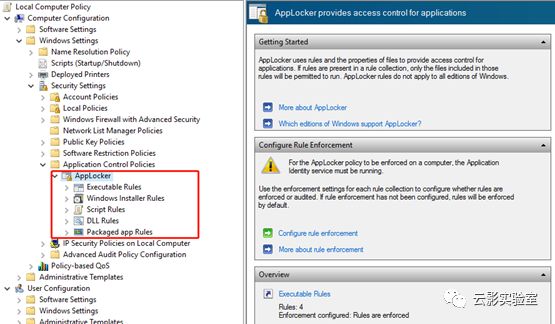 Local Computer Policy
Computer Configuration
Software Settings
Windows Settings
Name Resolution Policy
Scripts (Startup/Shutdown)
Deployed Printers
Security Settings
Account Policies
Local Policies
Windows Firewall with Advanced Security
Network List Manager Policies
Public Key Policies
Software Restriction Policies
Application Control Policies
AppLocker
Executable Rules
Windows Installer Rules
Script Rules
DLL Rules
Packaged app Rules
IP Security Policies on Local Computer
Advanced Audit Policy Configuration
Policy-based QoS
Administrative Templates
User Configuration
Software Settings
Windows Settings
Administrative Templates
AppLocker provides access control for applications
Getting Started
AppLocker uses rules and the properties of files to provide access control for
applications. If rules are present in a rule collection, only the files included in those
rules will be permitted to run. AppLocker rules do not apply to all editions of Windows.
More about AppLocker
Which editions of Windows support AppLocker?
Configure Rule Enforcement
For the AppLocker policy to be enforced on a computer, the Application
Identity service must be running.
Use the enforcement settings for each rule collection to configure whether rules are
enforced or audited. If rule enforcement has not been configured, rules will be enforced
by default.
Configure rule enforcement
More about rule enforcement
Overview
Executable Rules
Rules: 4
Enforcement configured: Rules are enforced
云影实验室